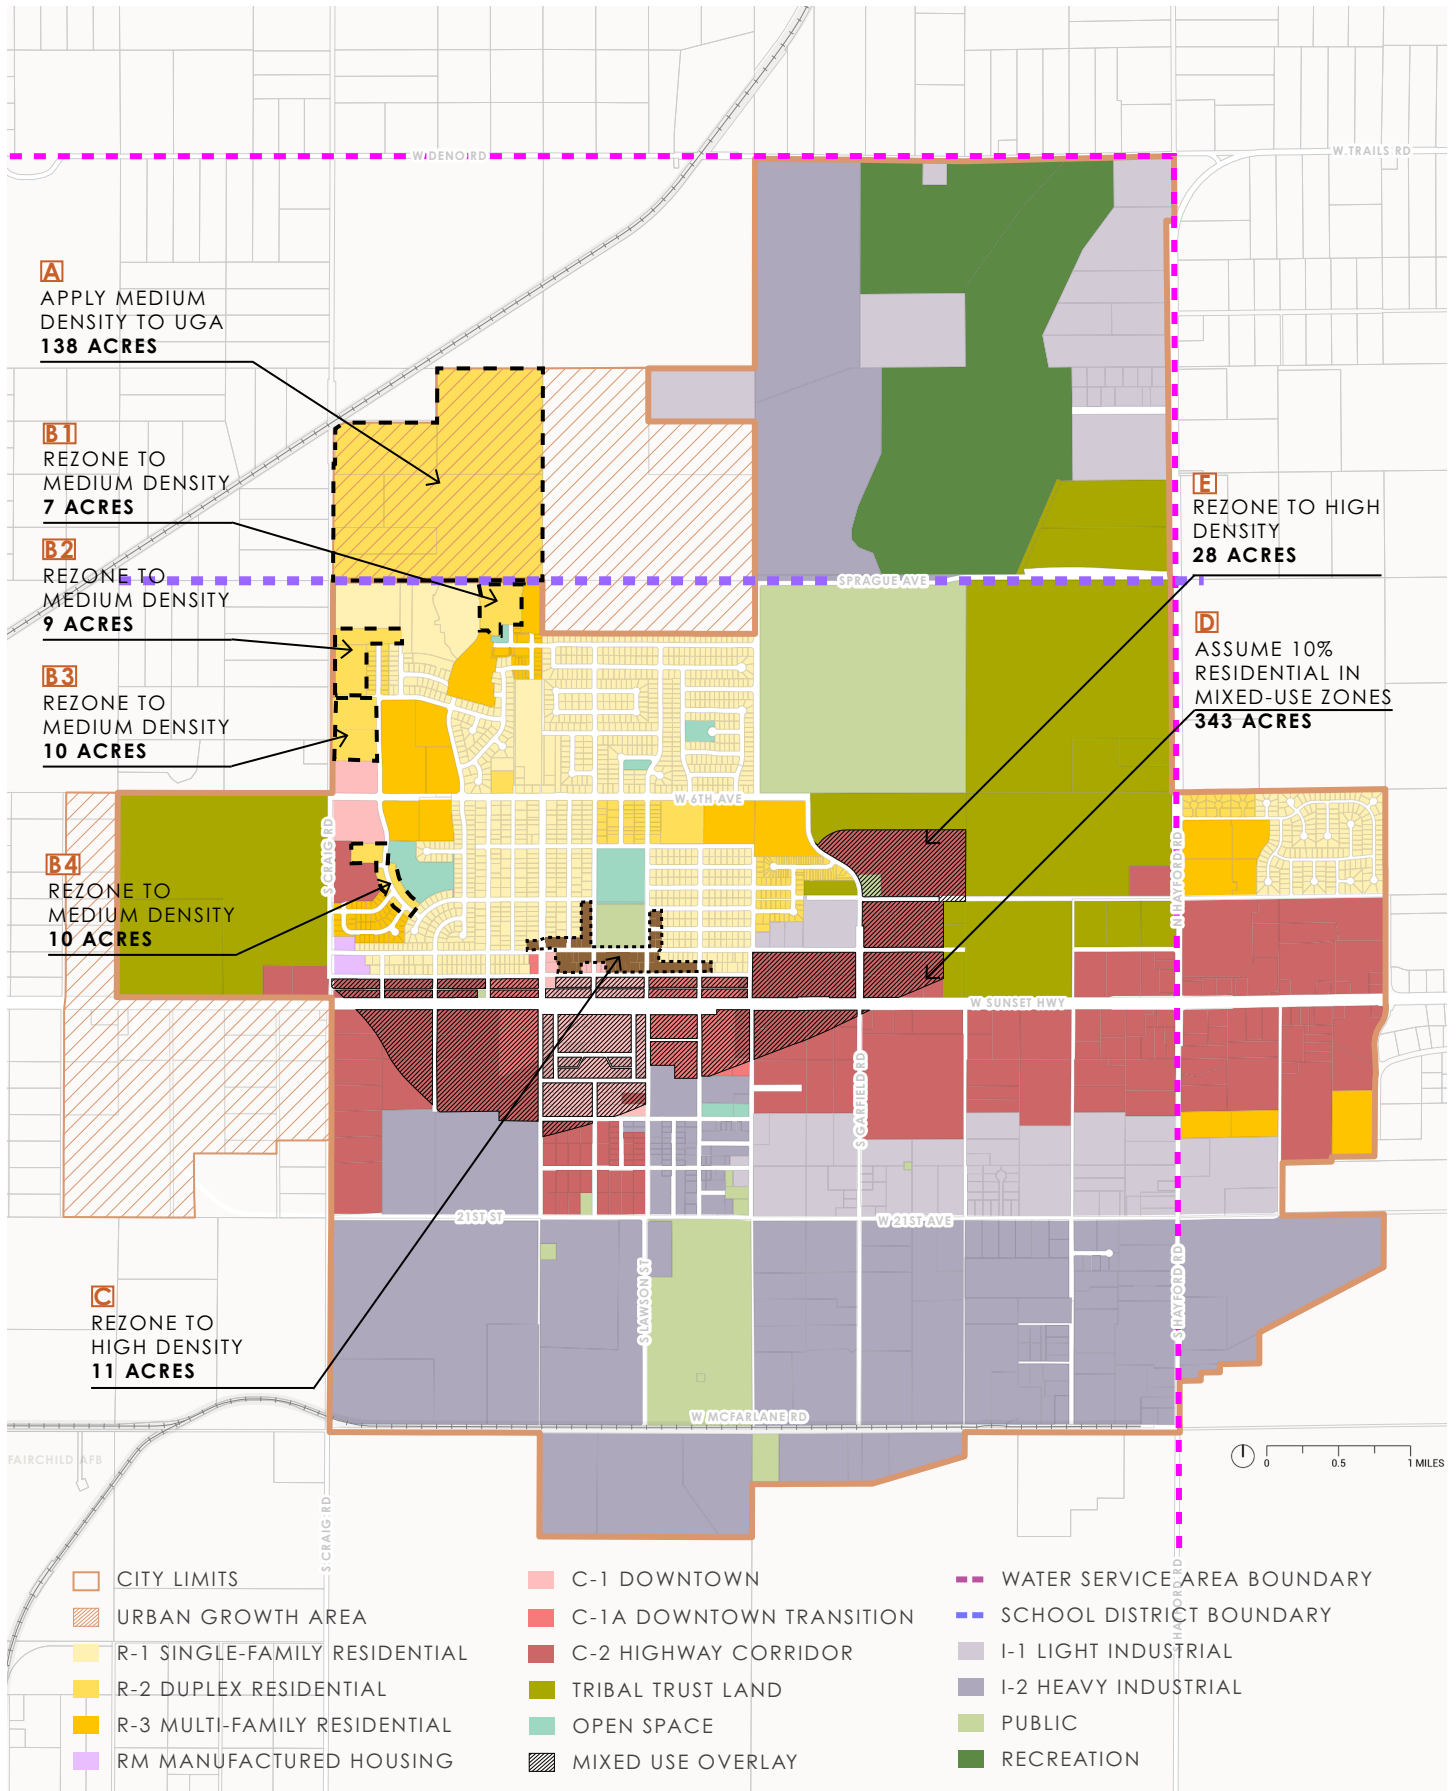 W DENO RD
W TRAILS RD
A
APPLY MEDIUM
DENSITY TO UGA
138 ACRES
B1
REZONE TO
MEDIUM DENSITY
7 ACRES
B2
REZONE TO
MEDIUM DENSITY
9 ACRES
B3
REZONE TO
MEDIUM DENSITY
10 ACRES
B4
REZONE TO
MEDIUM DENSITY
10 ACRES
C
REZONE TO
HIGH DENSITY
11 ACRES
E
REZONE TO HIGH
DENSITY
28 ACRES
D
ASSUME 10%
RESIDENTIAL IN
MIXED-USE ZONES
343 ACRES
SPRAGUE AVE
W 6TH AVE
S CRAIG RD
N HAYFORD RD
W SUNSET HWY
S GARFIELD RD
21ST ST
W 21ST AVE
S LAWSON ST
S HAYFORD RD
W MCFARLANE RD
FAIRCHILD AFB
S CRAIG RD
HAYFORD RD
0 0.5 1 MILES
CITY LIMITS
URBAN GROWTH AREA
R-1 SINGLE-FAMILY RESIDENTIAL
R-2 DUPLEX RESIDENTIAL
R-3 MULTI-FAMILY RESIDENTIAL
RM MANUFACTURED HOUSING
C-1 DOWNTOWN
C-1A DOWNTOWN TRANSITION
C-2 HIGHWAY CORRIDOR
TRIBAL TRUST LAND
OPEN SPACE
MIXED USE OVERLAY
WATER SERVICE AREA BOUNDARY
SCHOOL DISTRICT BOUNDARY
I-1 LIGHT INDUSTRIAL
I-2 HEAVY INDUSTRIAL
PUBLIC
RECREATION